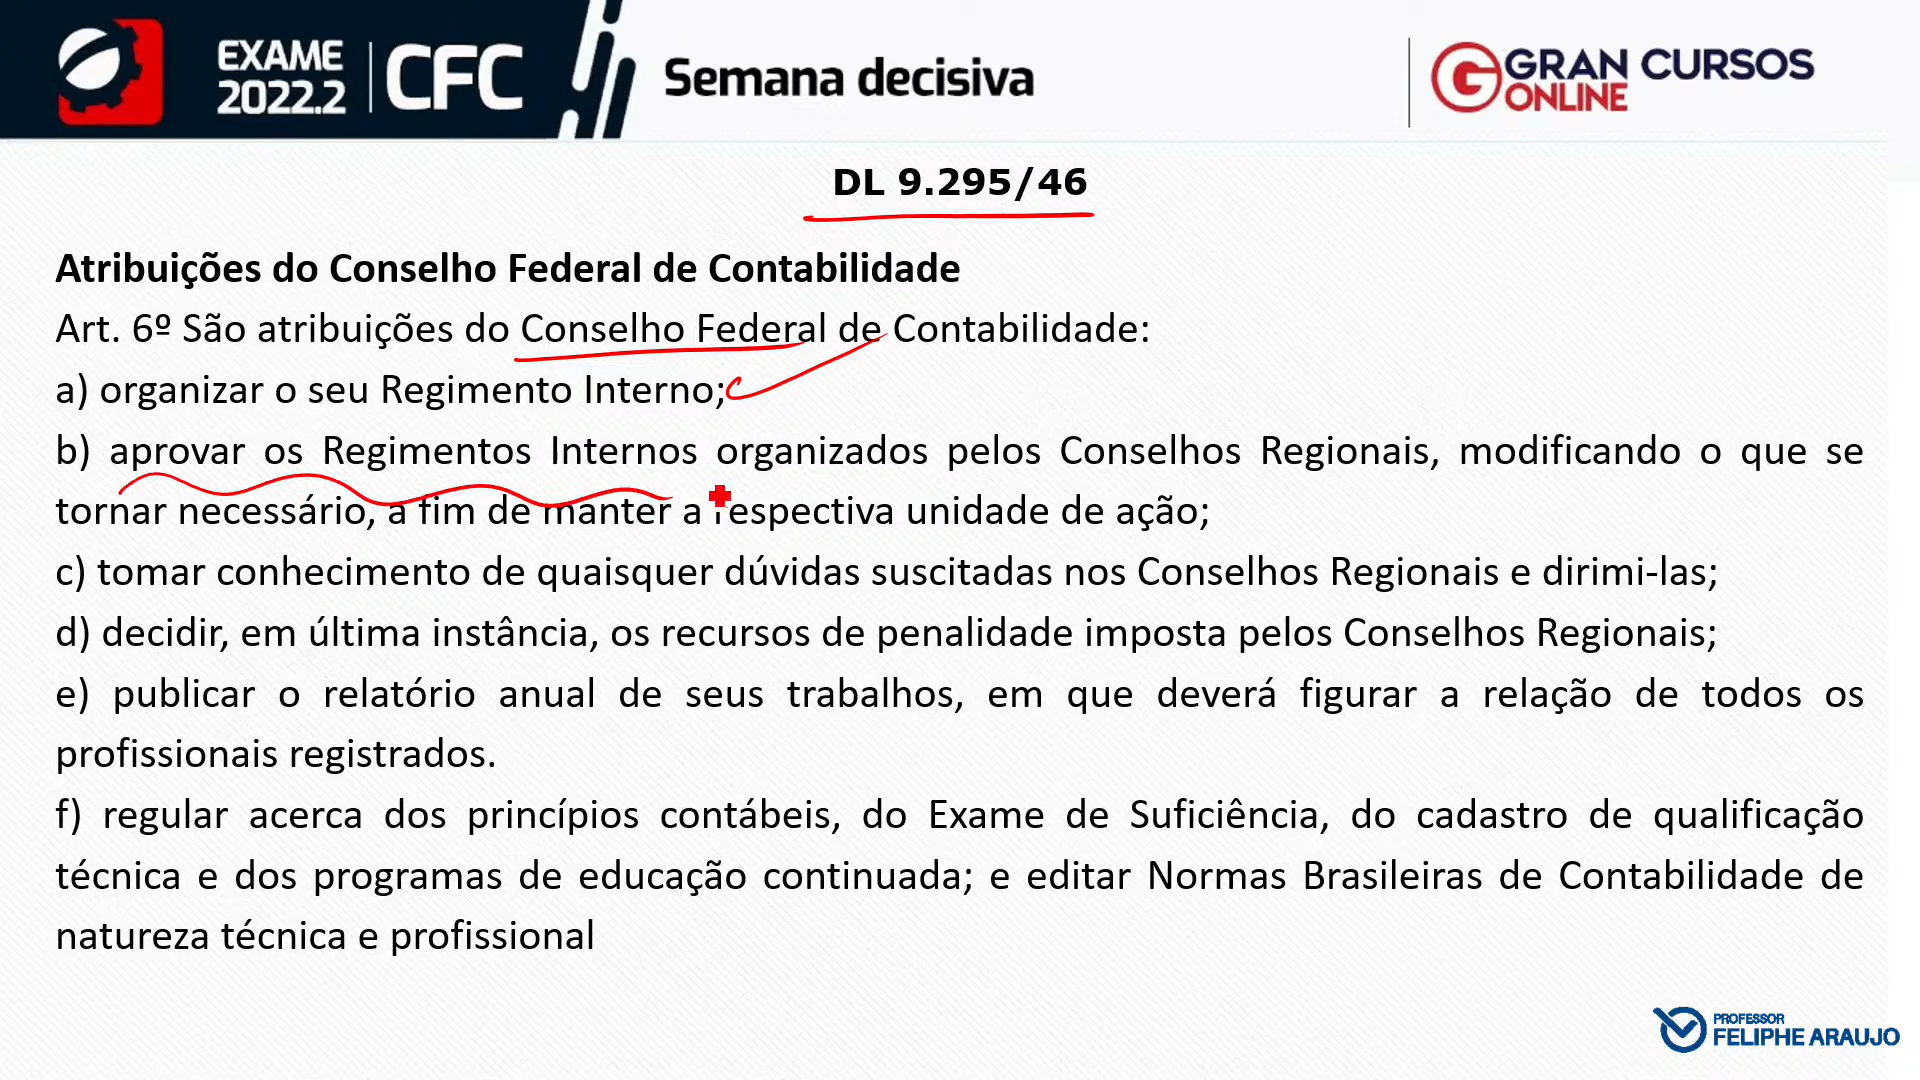 EXAME
2022.2
CFC
Semana decisiva
GRAN CURSOS
ONLINE
DL 9.295/46
Atribuições do Conselho Federal de Contabilidade
Art. 6º São atribuições do Conselho Federal de Contabilidade:
a) organizar o seu Regimento Interno;
b) aprovar os Regimentos Internos organizados pelos Conselhos Regionais, modificando o que se
tornar necessário, a fim de manter a respectiva unidade de ação;
c) tomar conhecimento de quaisquer dúvidas suscitadas nos Conselhos Regionais e dirimi-las;
d) decidir, em última instância, os recursos de penalidade imposta pelos Conselhos Regionais;
e) publicar o relatório anual de seus trabalhos, em que deverá figurar a relação de todos os
profissionais registrados.
f) regular acerca dos princípios contábeis, do Exame de Suficiência, do cadastro de qualificação
técnica e dos programas de educação continuada; e editar Normas Brasileiras de Contabilidade de
natureza técnica e profissional
PROFESSOR
FELIPHE ARAUJO